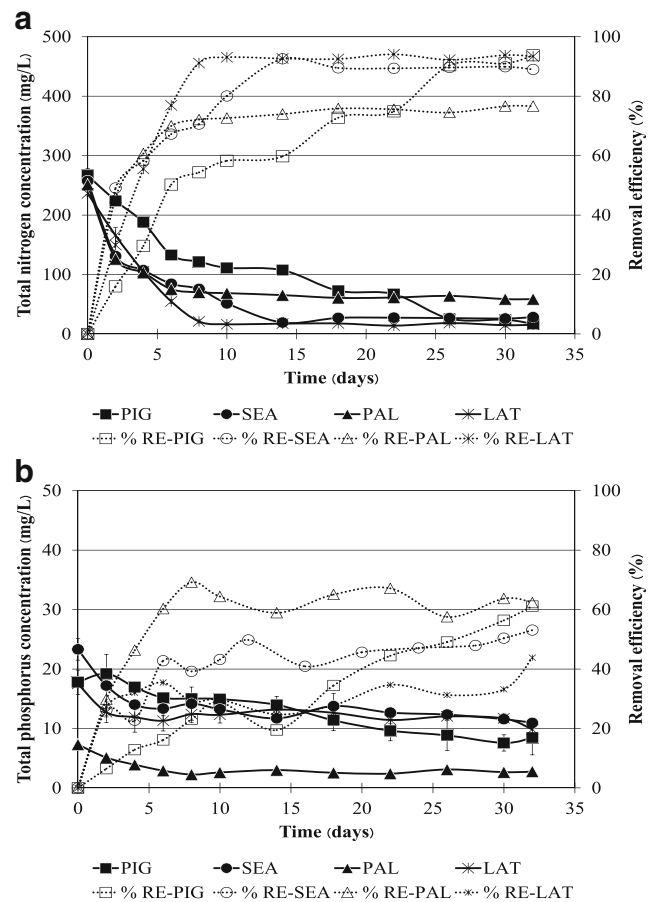 a
500
400
300
200
100
0
Total nitrogen concentration (mg/L)
100
80
60
40
20
0
Removal efficiency (%)
0 5 10 15 20 25 30 35
Time (days)
PIG SEA PAL LAT
% RE-PIG % RE-SEA % RE-PAL % RE-LAT
b
50
40
30
20
10
0
Total phosphorus concentration (mg/L)
100
80
60
40
20
0
Removal efficiency (%)
0 5 10 15 20 25 30 35
Time (days)
PIG SEA PAL LAT
% RE-PIG % RE-SEA % RE-PAL % RE-LAT